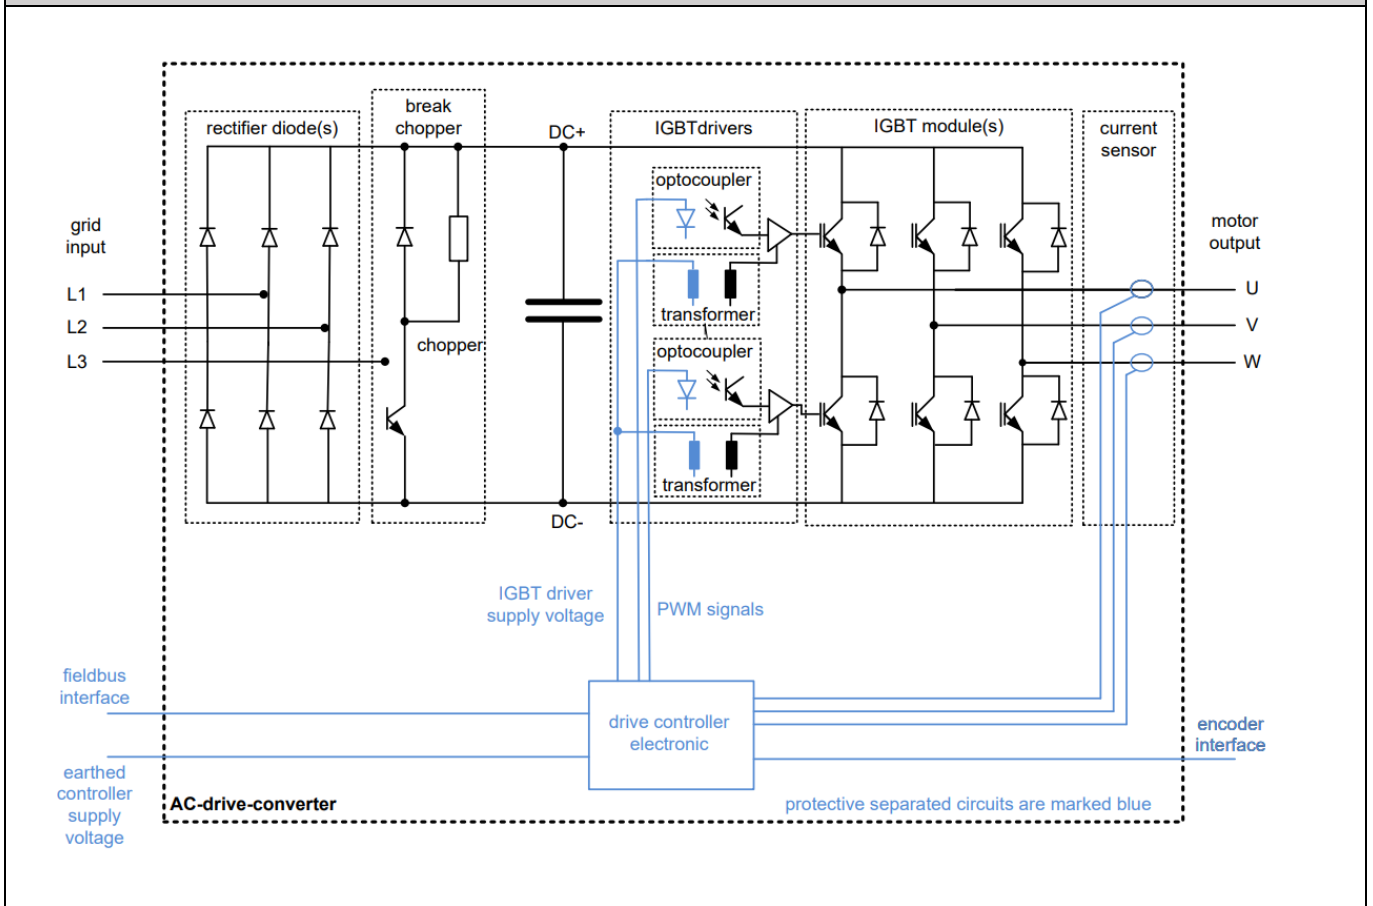 break
chopper
rectifier diode(s)
DC+
IGBTdrivers
IGBT module(s)
current
sensor
optocoupler
grid
input
motor
output
L1
U
transformer
L2
V
chopper
optocoupler
L3
W
transformer
DC-
IGBT driver
supply voltage
PWM signals
fieldbus
interface
drive controller
electronic
encoder
interface
earthed
controller
supply
voltage
AC-drive-converter
protective separated circuits are marked blue